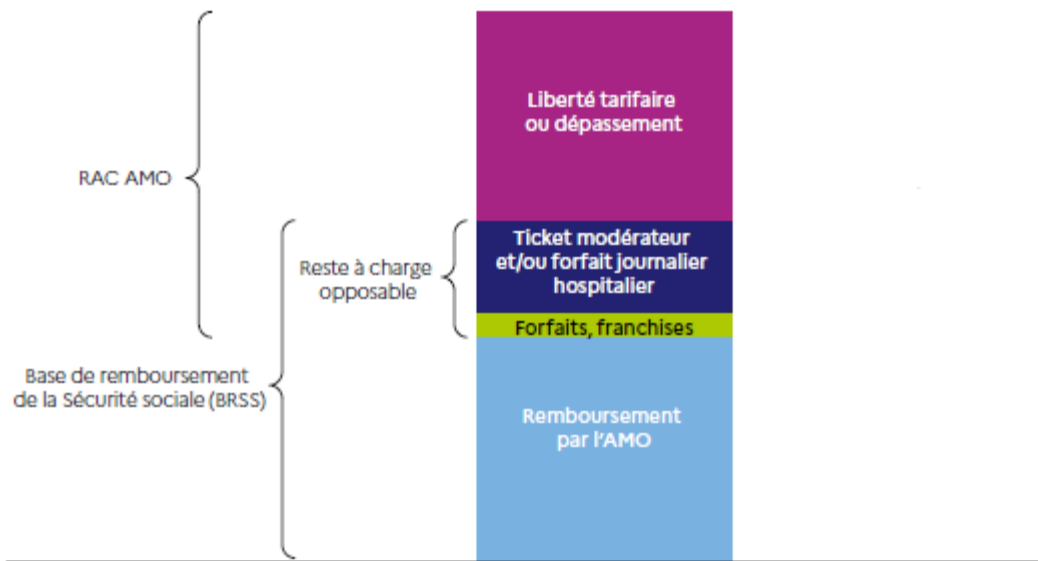 Liberté tarifaire
ou dépassement
RAC AMO
Ticket modérateur
et/ou forfait journalier
hospitalier
Reste à charge
opposable
Forfaits, franchises
Base de remboursement
de la Sécurité sociale (BRSS)
Remboursement
par l'AMO